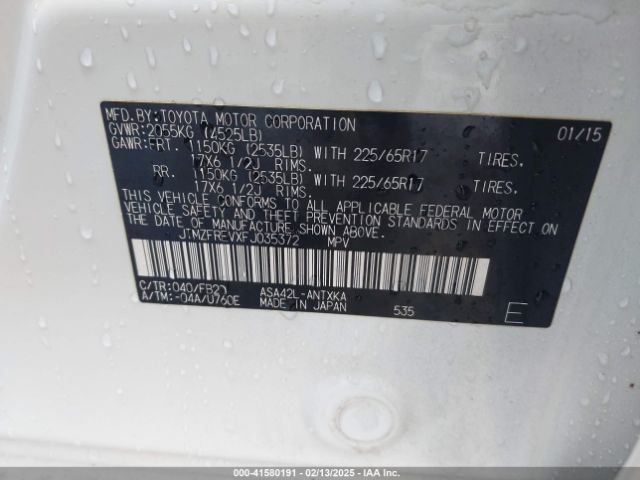 MFD.BY:TOYOTA MOTOR CORPORATION 01/15
GVWR:2055KG (4525LB)
GAWR:FRT. 1150KG (2535LB) WITH 225/65R17 TIRES.
17X6 1/2J RIMS.
RR. 1150KG (2535LB) WITH 225/65R17 TIRES.
17X6 1/2J RIMS.
THIS VEHICLE CONFORMS TO ALL APPLICABLE FEDERAL MOTOR
VEHICLE SAFETY AND THEFT PREVENTION STANDARDS IN EFFECT ON
THE DATE OF MANUFACTURE SHOWN ABOVE.
JTMZFREVXFJ035372 MPV
C/TR:040/FB20 ASA42L-ANTXKA
A/TM:-04A/U760E MADE IN JAPAN 535 E
000-41580191 - 02/13/2025 - IAA Inc.